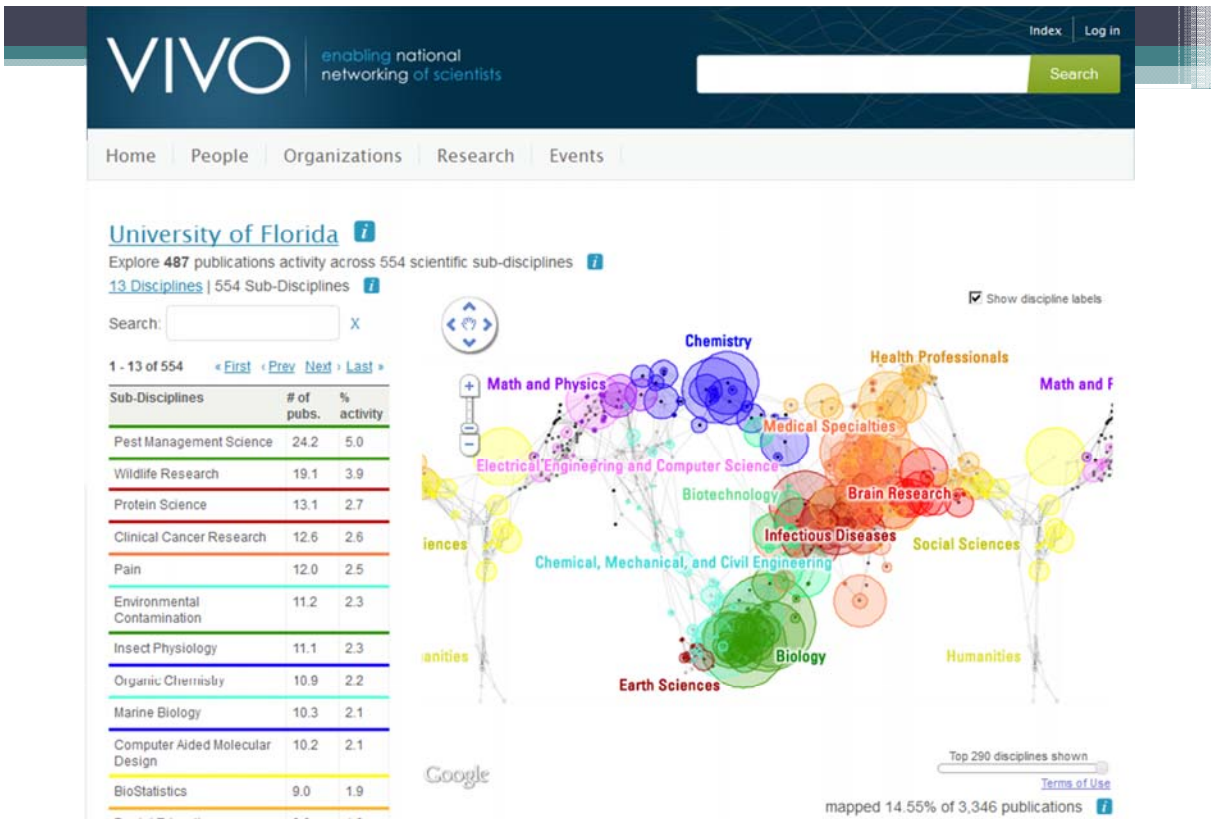 Index Log in
VIVO
enabling national
networking of scientists
Search
Home People Organizations Research Events
University of Florida i
Explore 487 publications activity across 554 scientific sub-disciplines i
13 Disciplines | 554 Sub-Disciplines i
Search: X
1 - 13 of 554 « First ‹ Prev Next › Last »
Sub-Disciplines # of pubs. % activity
Pest Management Science 24.2 5.0
Wildlife Research 19.1 3.9
Protein Science 13.1 2.7
Clinical Cancer Research 12.6 2.6
Pain 12.0 2.5
Environmental
Contamination 11.2 2.3
Insect Physiology 11.1 2.3
Organic Chemistry 10.9 2.2
Marine Biology 10.3 2.1
Computer Aided Molecular
Design 10.2 2.1
BioStatistics 9.0 1.9
Show discipline labels
Chemistry
Health Professionals
Math and Physics
Math and F
Medical Specialties
Electrical Engineering and Computer Science
Biotechnology
Brain Research
Infectious Diseases
iences
Social Sciences
Chemical, Mechanical, and Civil Engineering
anities
Biology
Humanities
Earth Sciences
Google
Top 290 disciplines shown
Terms of Use
mapped 14.55% of 3,346 publications i